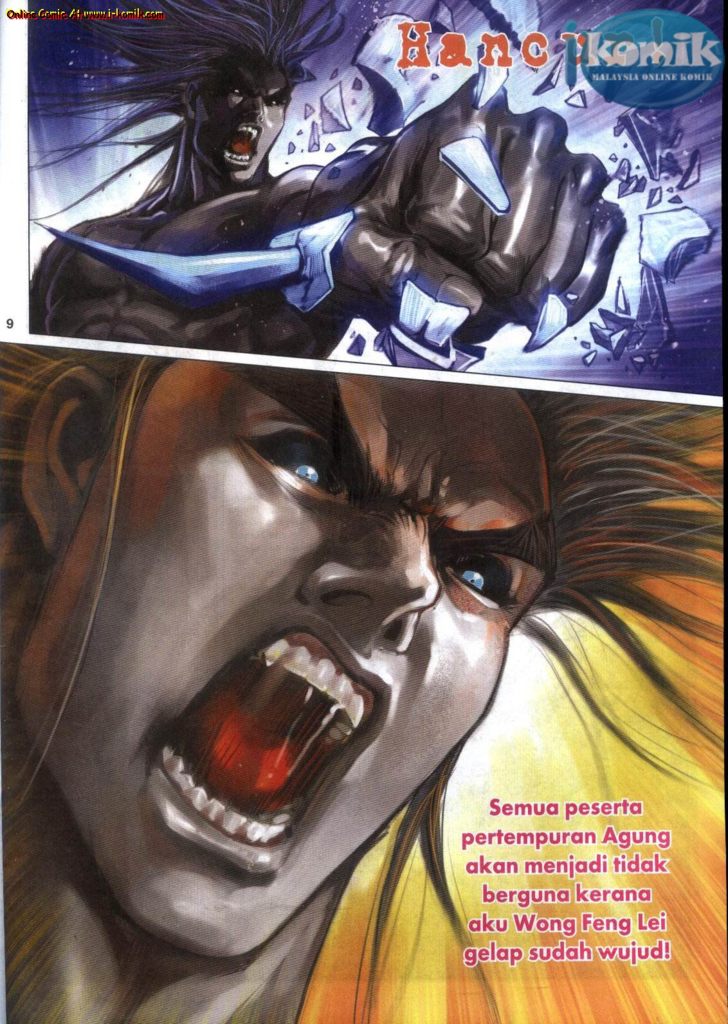 Online Comic At www.i-komik.com
Hanc
komik
MALAYSIA ONLINE KOMIK
9
Semua peserta
pertempuran Agung
akan menjadi tidak
berguna kerana
aku Wong Feng Lei
gelap sudah wujud!